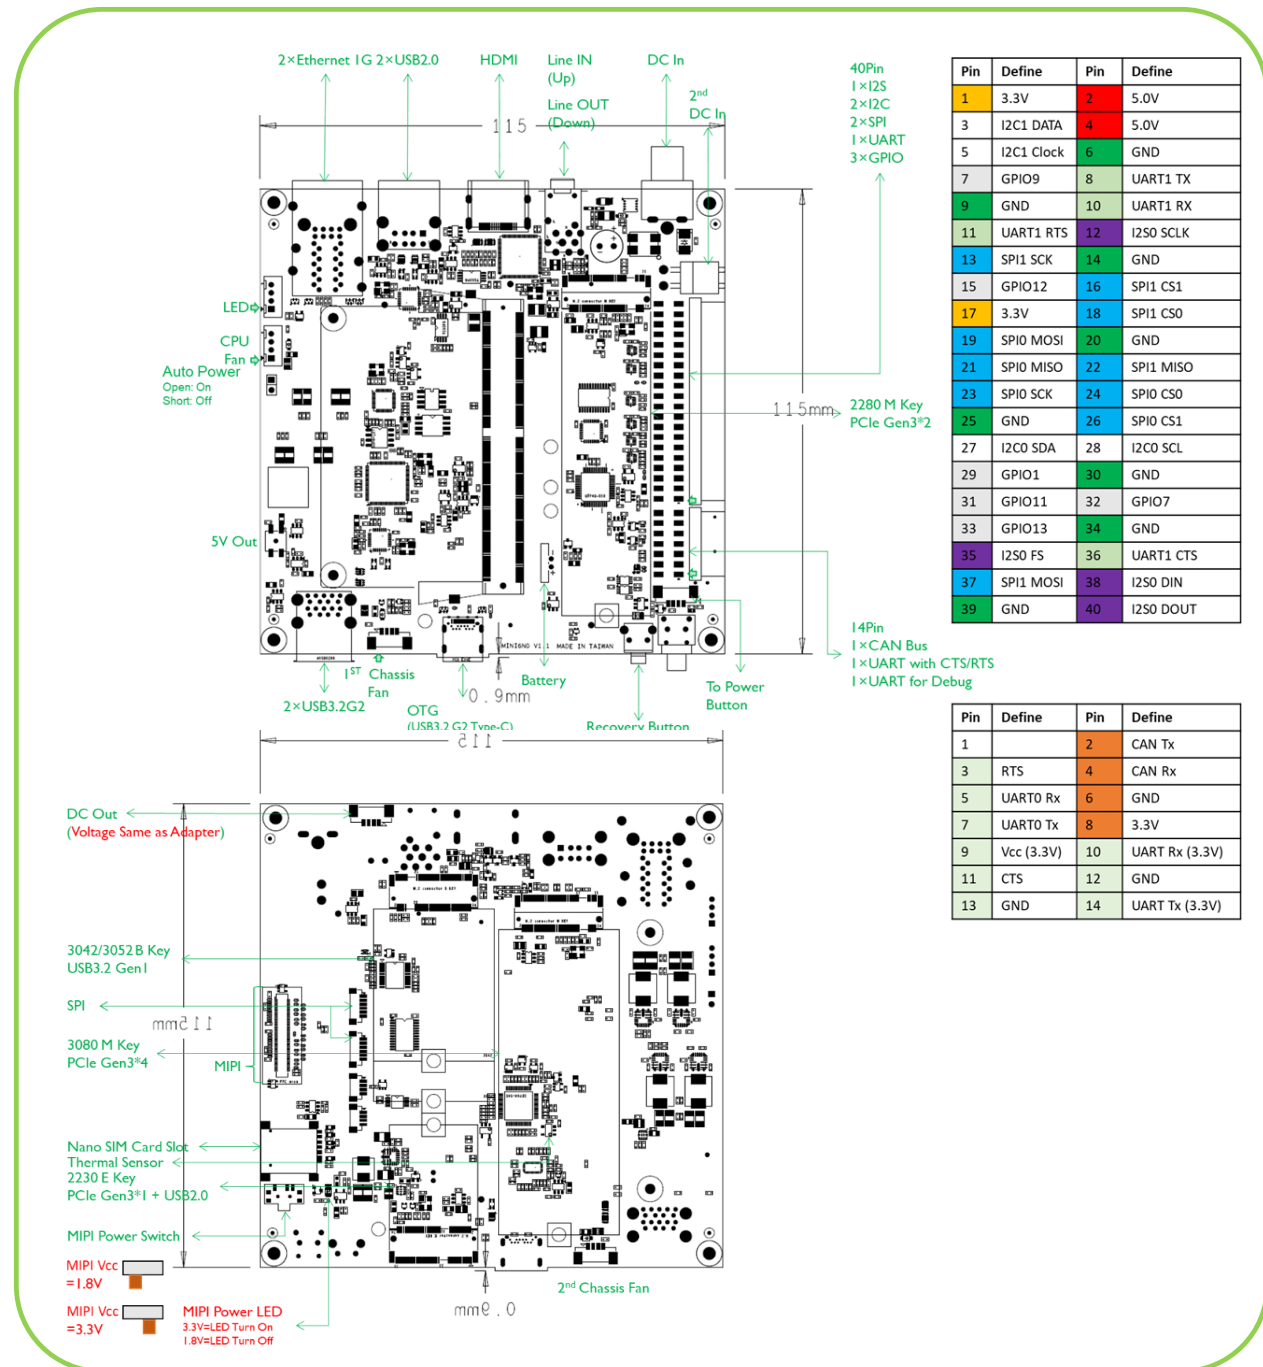 2×Ethernet 1G 2×USB2.0
HDMI
Line IN
(Up)
Line OUT
(Down)
DC In
2nd
DC In
40Pin
1×I2S
2×I2C
2×SPI
1×UART
3×GPIO
115
LED
CPU
Fan
Auto Power
Open: On
Short: Off
115mm
2280 M Key
PCIe Gen3*2
5V Out
MADE IN TAIWAN
1ST Chassis
Fan
2×USB3.2G2
OTG
(USB3.2 G2 Type-C)
0.9mm
Battery
Recovery Button
To Power
Button
14Pin
1×CAN Bus
1×UART with CTS/RTS
1×UART for Debug
Pin Define Pin Define
1 3.3V 2 5.0V
3 I2C1 DATA 4 5.0V
5 I2C1 Clock 6 GND
7 GPIO9 8 UART1 TX
9 GND 10 UART1 RX
11 UART1 RTS 12 I2S0 SCLK
13 SPI1 SCK 14 GND
15 GPIO12 16 SPI1 CS1
17 3.3V 18 SPI1 CS0
19 SPI0 MOSI 20 GND
21 SPI0 MISO 22 SPI1 MISO
23 SPI0 SCK 24 SPI0 CS0
25 GND 26 SPI0 CS1
27 I2C0 SDA 28 I2C0 SCL
29 GPIO1 30 GND
31 GPIO11 32 GPIO7
33 GPIO13 34 GND
35 I2S0 FS 36 UART1 CTS
37 SPI1 MOSI 38 I2S0 DIN
39 GND 40 I2S0 DOUT
Pin Define Pin Define
1 2 CAN Tx
3 RTS 4 CAN Rx
5 UART0 Rx 6 GND
7 UART0 Tx 8 3.3V
9 Vcc (3.3V) 10 UART Rx (3.3V)
11 CTS 12 GND
13 GND 14 UART Tx (3.3V)
115
DC Out
(Voltage Same as Adapter)
3042/3052 B Key
USB3.2 Gen1
SPI
115mm
3080 M Key
PCIe Gen3*4
MIPI
Nano SIM Card Slot
Thermal Sensor
2230 E Key
PCIe Gen3*1 + USB2.0
MIPI Power Switch
MIPI Vcc
=1.8V
MIPI Vcc
=3.3V
MIPI Power LED
3.3V=LED Turn On
1.8V=LED Turn Off
2nd Chassis Fan
0.9mm